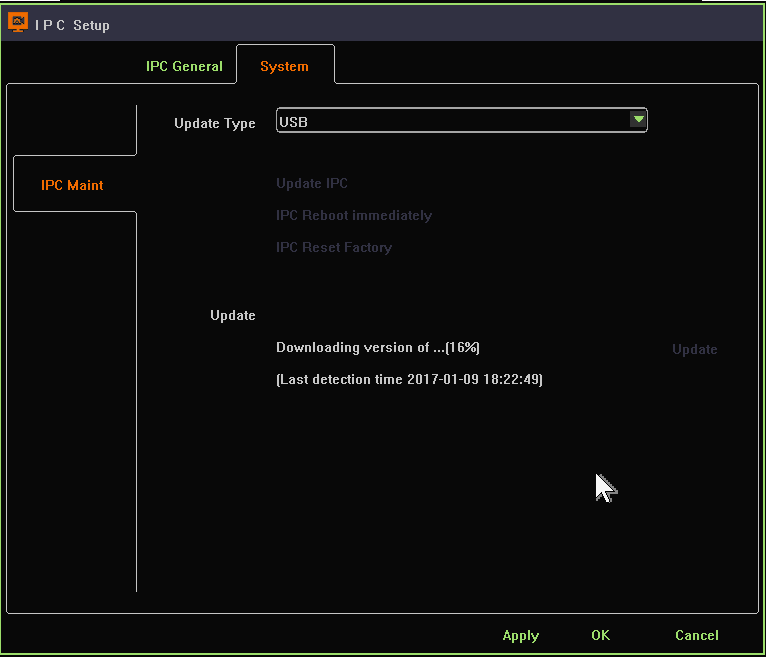 IPC Setup
IPC General
System
Update Type
USB
IPC Maint
Update IPC
IPC Reboot immediately
IPC Reset Factory
Update
Downloading version of ...(16%)
Update
(Last detection time 2017-01-09 18:22:49)
Apply
OK
Cancel